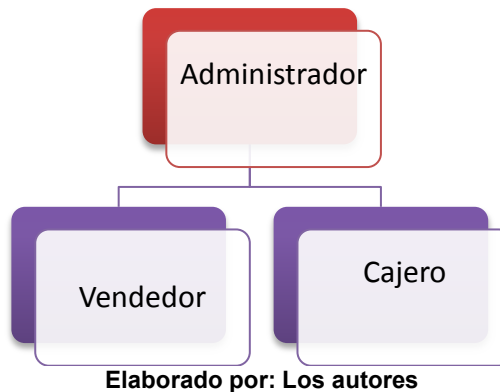 Administrador
Vendedor
Cajero
Elaborado por: Los autores